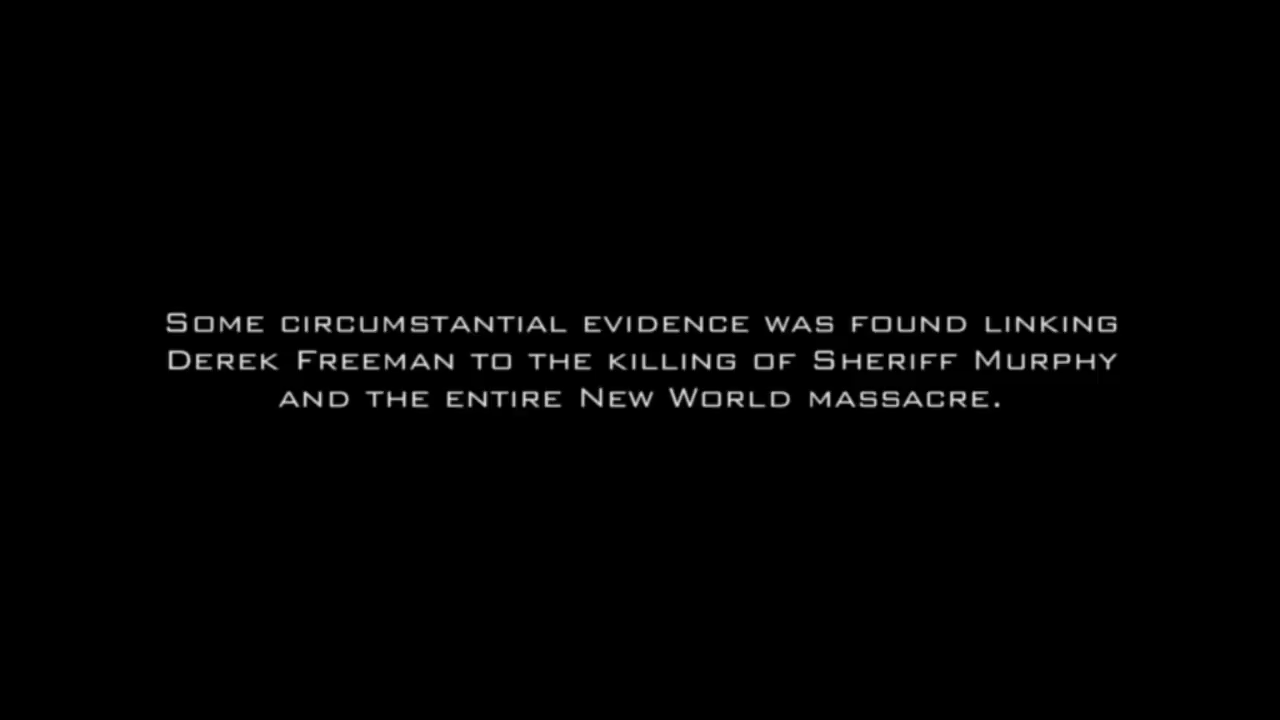 Some circumstantial evidence was found linking
Derek Freeman to the killing of Sheriff Murphy
and the entire New World massacre.